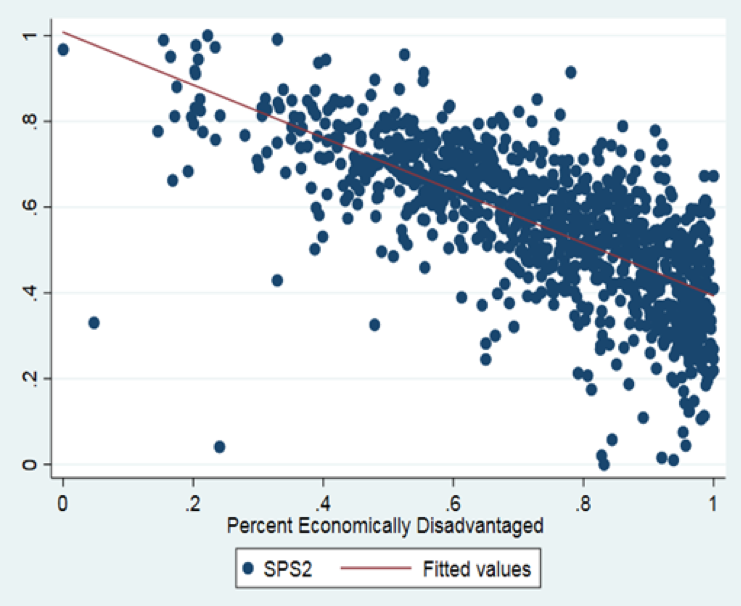 1
.8
.6
.4
.2
0
0 .2 .4 .6 .8 1
Percent Economically Disadvantaged
SPS2 Fitted values